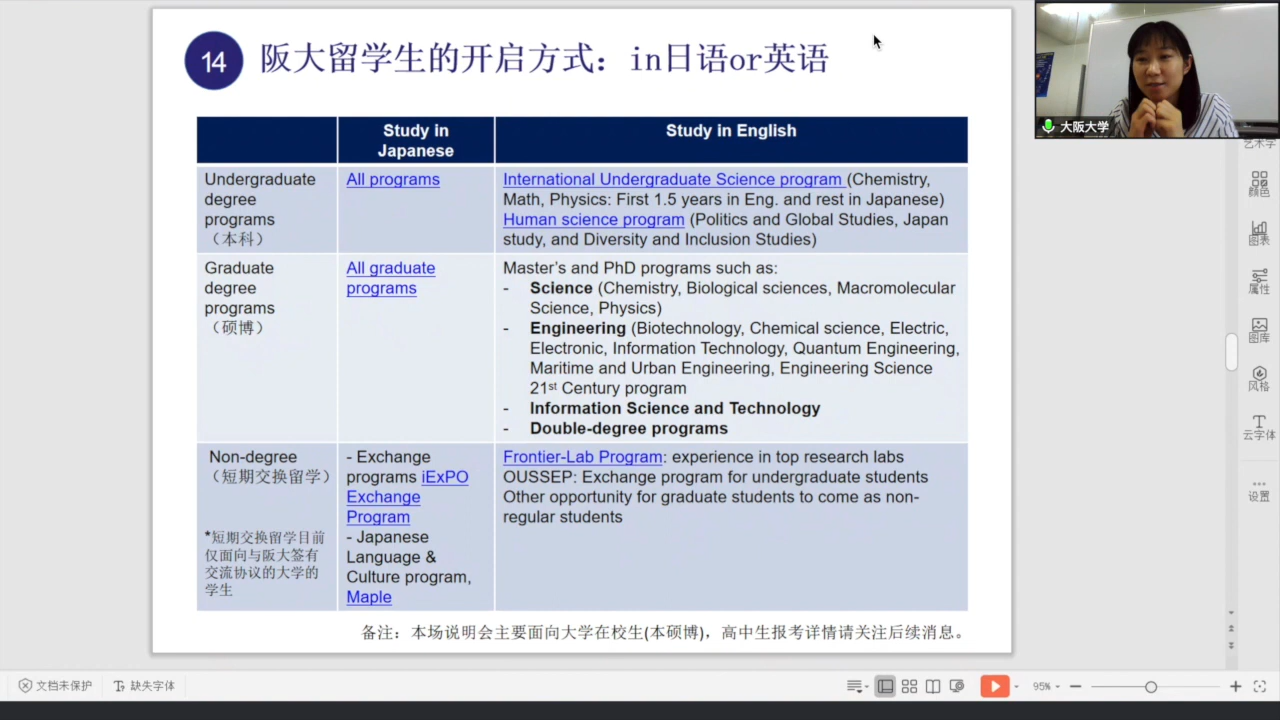 14
阪大留学生的开启方式：in日语or英语
Study in
Japanese
Study in English
Undergraduate
degree
programs
（本科）
All programs
International Undergraduate Science program (Chemistry,
Math, Physics: First 1.5 years in Eng. and rest in Japanese)
Human science program (Politics and Global Studies, Japan
study, and Diversity and Inclusion Studies)
Graduate
degree
programs
（硕博）
All graduate
programs
Master's and PhD programs such as:
- Science (Chemistry, Biological sciences, Macromolecular
Science, Physics)
- Engineering (Biotechnology, Chemical science, Electric,
Electronic, Information Technology, Quantum Engineering,
Maritime and Urban Engineering, Engineering Science
21st Century program
- Information Science and Technology
- Double-degree programs
Non-degree
（短期交换留学）
*短期交换留学目前
仅面向与阪大签有
交流协议的大学的
学生
- Exchange
programs iExPO
Exchange
Program
- Japanese
Language &
Culture program,
Maple
Frontier-Lab Program: experience in top research labs
OUSSEP: Exchange program for undergraduate students
Other opportunity for graduate students to come as non-
regular students
备注：本场说明会主要面向大学在校生(本硕博)，高中生报考详情请关注后续消息。
大阪大学
艺术字
颜色
图表
属性
图库
风格
云字体
设置
文档未保护
缺失字体
95%